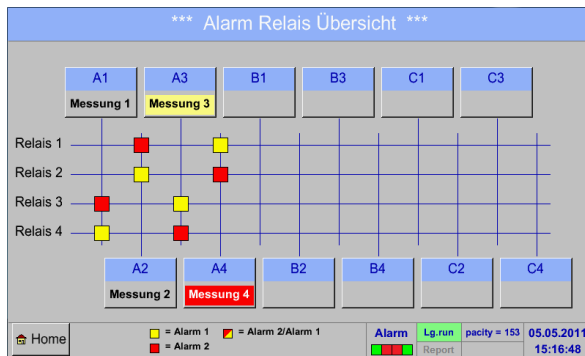 *** Alarm Relais Übersicht ***
A1 A3 B1 B3 C1 C3
Messung 1 Messung 3
Relais 1
Relais 2
Relais 3
Relais 4
A2 A4 B2 B4 C2 C4
Messung 2 Messung 4
Home
= Alarm 1 = Alarm 2/Alarm 1
= Alarm 2
Alarm Lg.run pacity = 153 05.05.2011
Report 15:16:48